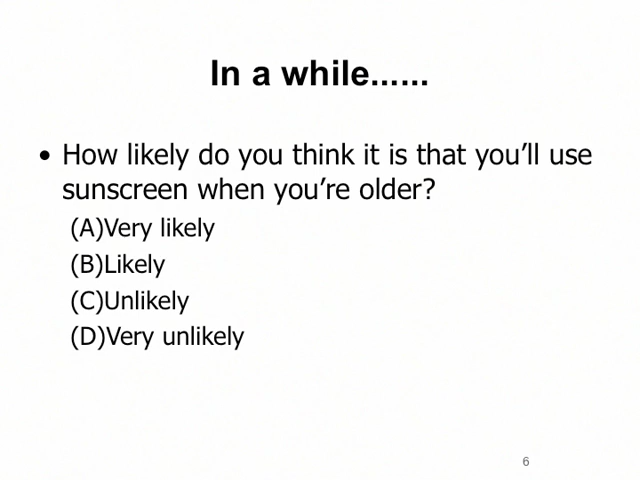 In a while......
• How likely do you think it is that you’ll use
sunscreen when you’re older?
(A)Very likely
(B)Likely
(C)Unlikely
(D)Very unlikely
6